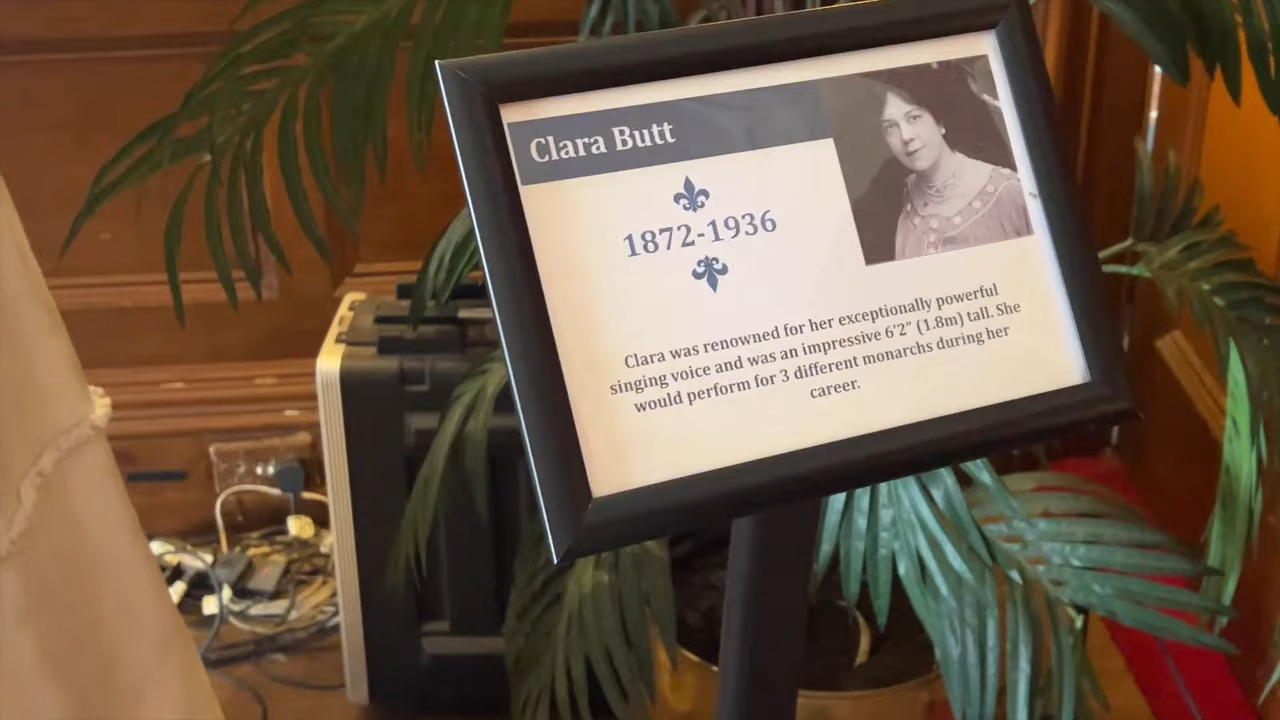 Clara Butt
1872-1936
Clara was renowned for her exceptionally powerful
singing voice and was an impressive 6'2" (1.8m) tall. She
would perform for 3 different monarchs during her
career.